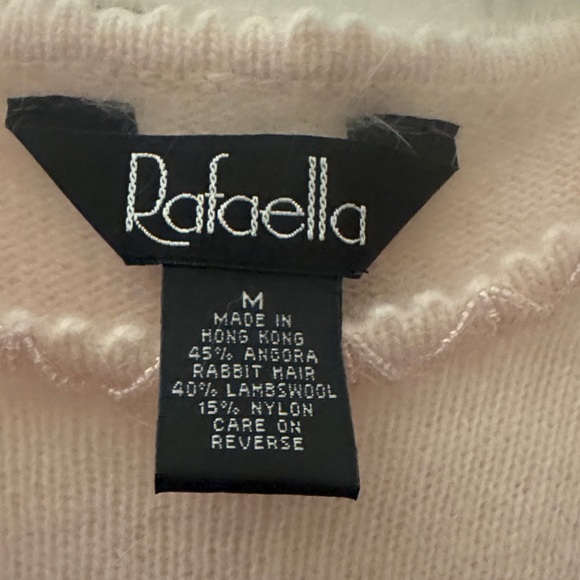 Rafaella
M
MADE IN
HONG KONG
45% ANGORA
RABBIT HAIR
40% LAMBSWOOL
15% NYLON
CARE ON
REVERSE